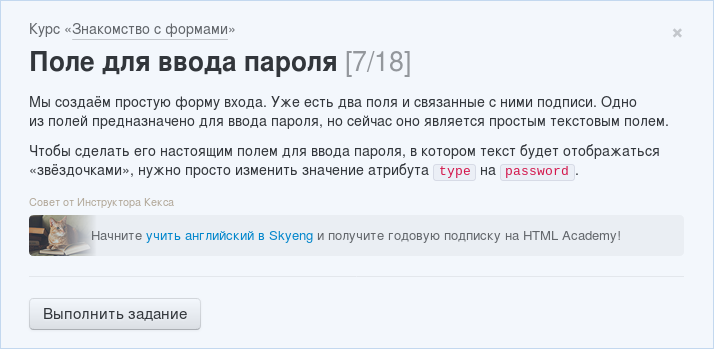 Курс «Знакомство с формами»
×
Поле для ввода пароля [7/18]
Мы создаём простую форму входа. Уже есть два поля и связанные с ними подписи. Одно
из полей предназначено для ввода пароля, но сейчас оно является простым текстовым полем.
Чтобы сделать его настоящим полем для ввода пароля, в котором текст будет отображаться
«звёздочками», нужно просто изменить значение атрибута type на password.
Совет от Инструктора Кекса
Начните учить английский в Skyeng и получите годовую подписку на HTML Academy!
Выполнить задание